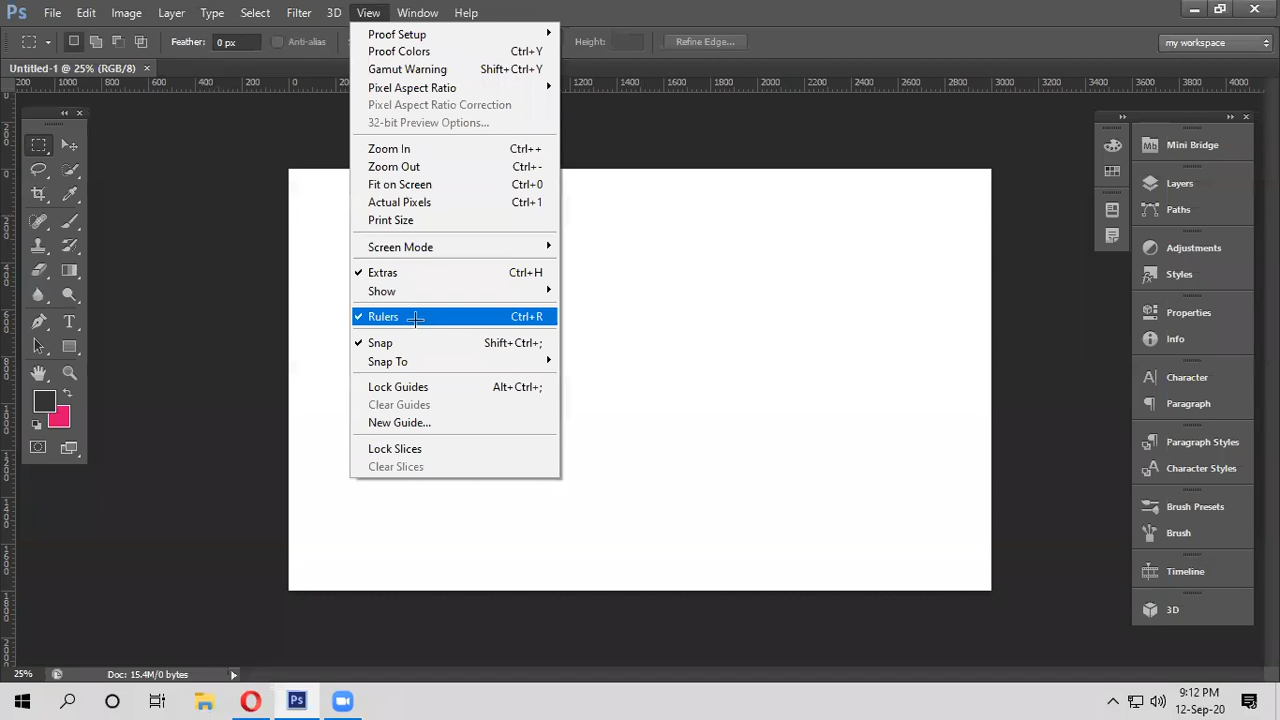 Ps File Edit Image Layer Type Select Filter 3D View Window Help
Feather: 0 px Anti-alias Height: Refine Edge... my workspace
Untitled-1 @ 25% (RGB/8) ×
200 1000 800 600 400 200 0 200 1200 1400 1600 1800 2000 2200 2400 2600 2800 3000 3200 3400 3600 3800 4000
Proof Setup
Proof Colors Ctrl+Y
Gamut Warning Shift+Ctrl+Y
Pixel Aspect Ratio
Pixel Aspect Ratio Correction
32-bit Preview Options...
Zoom In Ctrl++
Zoom Out Ctrl+-
Fit on Screen Ctrl+0
Actual Pixels Ctrl+1
Print Size
Screen Mode
Extras Ctrl+H
Show
Rulers Ctrl+R
Snap Shift+Ctrl+;
Snap To
Lock Guides Alt+Ctrl+;
Clear Guides
New Guide...
Lock Slices
Clear Slices
Mb Mini Bridge
Layers
Paths
Adjustments
Styles
Properties
Info
Character
Paragraph
Paragraph Styles
Character Styles
Brush Presets
Brush
Timeline
3D
25% Doc: 15.4M/0 bytes
Ps
9:12 PM
12-Sep-20